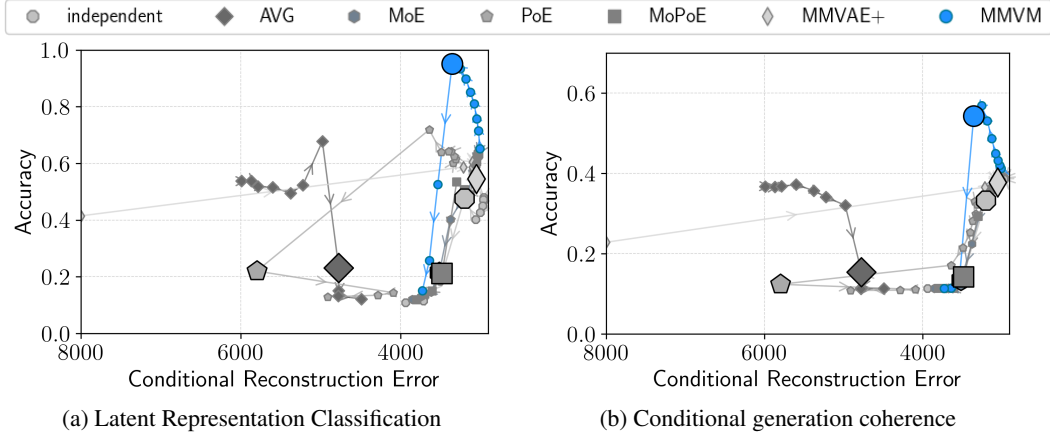 independent AVG MoE PoE MoPoE MMVAE+ MMVM
1.0
0.8
0.6
0.4
0.2
0.0
Accuracy
8000 6000 4000
Conditional Reconstruction Error
(a) Latent Representation Classification
0.6
0.4
0.2
0.0
Accuracy
8000 6000 4000
Conditional Reconstruction Error
(b) Conditional generation coherence